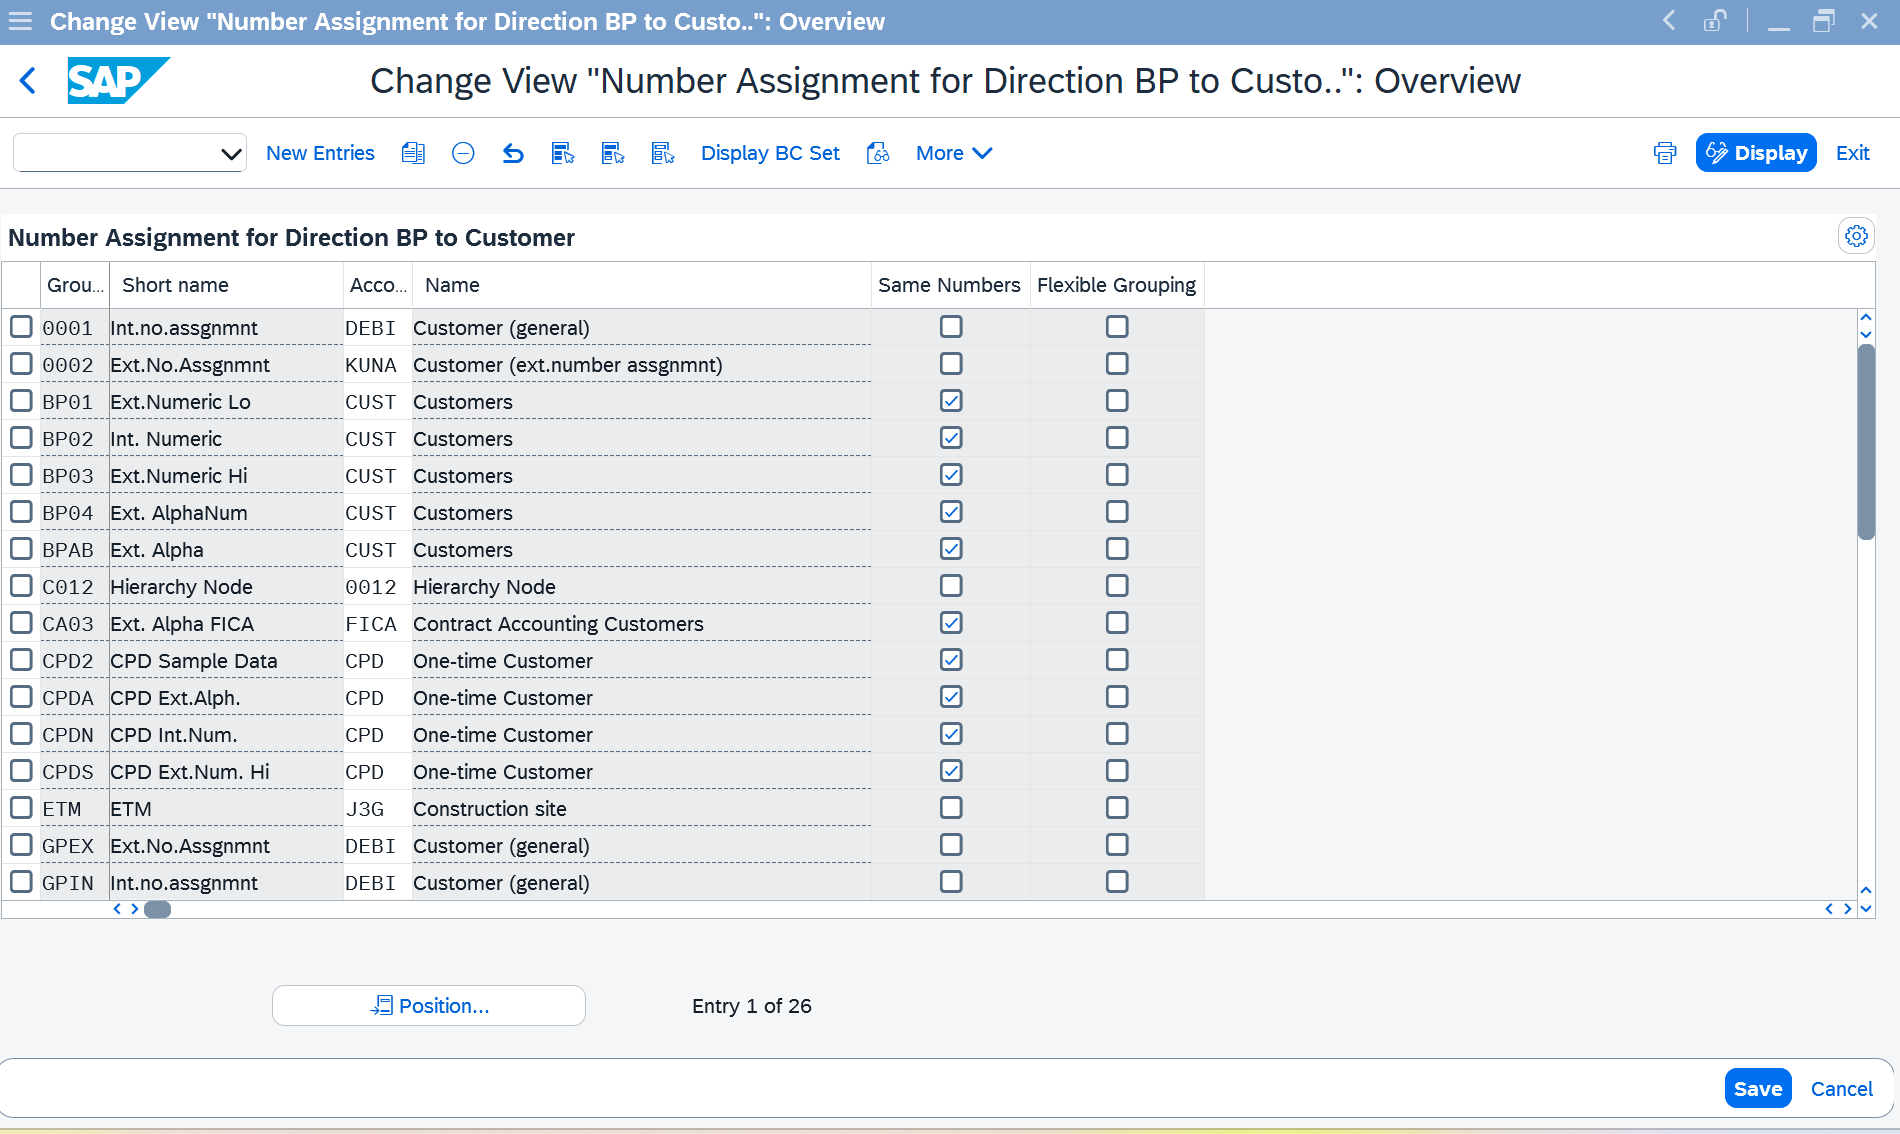 Change View "Number Assignment for Direction BP to Custo..": Overview
SAP
Change View "Number Assignment for Direction BP to Custo..": Overview
New Entries Display BC Set More Display Exit
Number Assignment for Direction BP to Customer
Grou... Short name Acco... Name Same Numbers Flexible Grouping
0001 Int.no.assgnmnt DEBI Customer (general)
0002 Ext.No.Assgnmnt KUNA Customer (ext.number assgnmnt)
BP01 Ext.Numeric Lo CUST Customers
BP02 Int. Numeric CUST Customers
BP03 Ext.Numeric Hi CUST Customers
BP04 Ext. AlphaNum CUST Customers
BPAB Ext. Alpha CUST Customers
C012 Hierarchy Node 0012 Hierarchy Node
CA03 Ext. Alpha FICA FICA Contract Accounting Customers
CPD2 CPD Sample Data CPD One-time Customer
CPDA CPD Ext.Alph. CPD One-time Customer
CPDN CPD Int.Num. CPD One-time Customer
CPDS CPD Ext.Num. Hi CPD One-time Customer
ETM ETM J3G Construction site
GPEX Ext.No.Assgnmnt DEBI Customer (general)
GPIN Int.no.assgnmnt DEBI Customer (general)
Position... Entry 1 of 26
Save Cancel